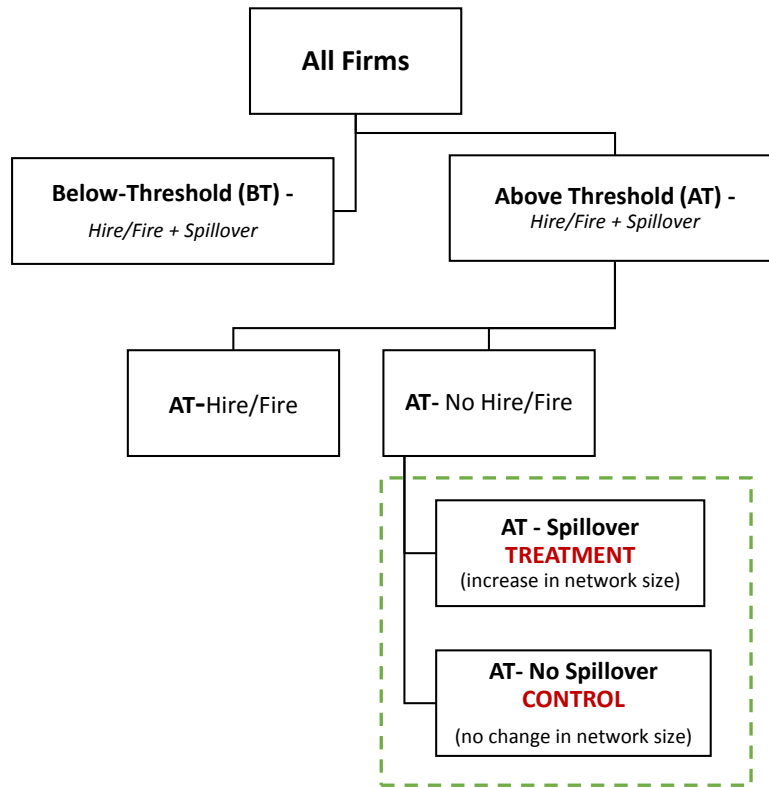 All Firms
Below-Threshold (BT) -
Hire/Fire + Spillover
Above Threshold (AT) -
Hire/Fire + Spillover
AT-Hire/Fire
AT- No Hire/Fire
AT - Spillover
TREATMENT
(increase in network size)
AT- No Spillover
CONTROL
(no change in network size)